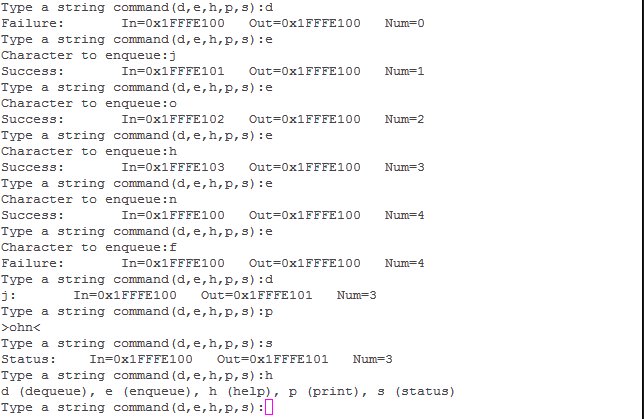 Type a string command(d,e,h,p,s):d
Failure:       In=0x1FFFE100   Out=0x1FFFE100   Num=0
Type a string command(d,e,h,p,s):e
Character to enqueue:j
Success:       In=0x1FFFE101   Out=0x1FFFE100   Num=1
Type a string command(d,e,h,p,s):e
Character to enqueue:o
Success:       In=0x1FFFE102   Out=0x1FFFE100   Num=2
Type a string command(d,e,h,p,s):e
Character to enqueue:h
Success:       In=0x1FFFE103   Out=0x1FFFE100   Num=3
Type a string command(d,e,h,p,s):e
Character to enqueue:n
Success:       In=0x1FFFE100   Out=0x1FFFE100   Num=4
Type a string command(d,e,h,p,s):e
Character to enqueue:f
Failure:       In=0x1FFFE100   Out=0x1FFFE100   Num=4
Type a string command(d,e,h,p,s):d
j:       In=0x1FFFE100   Out=0x1FFFE101   Num=3
Type a string command(d,e,h,p,s):p
>ohn<
Type a string command(d,e,h,p,s):s
Status:    In=0x1FFFE100   Out=0x1FFFE101   Num=3
Type a string command(d,e,h,p,s):h
d (dequeue), e (enqueue), h (help), p (print), s (status)
Type a string command(d,e,h,p,s):